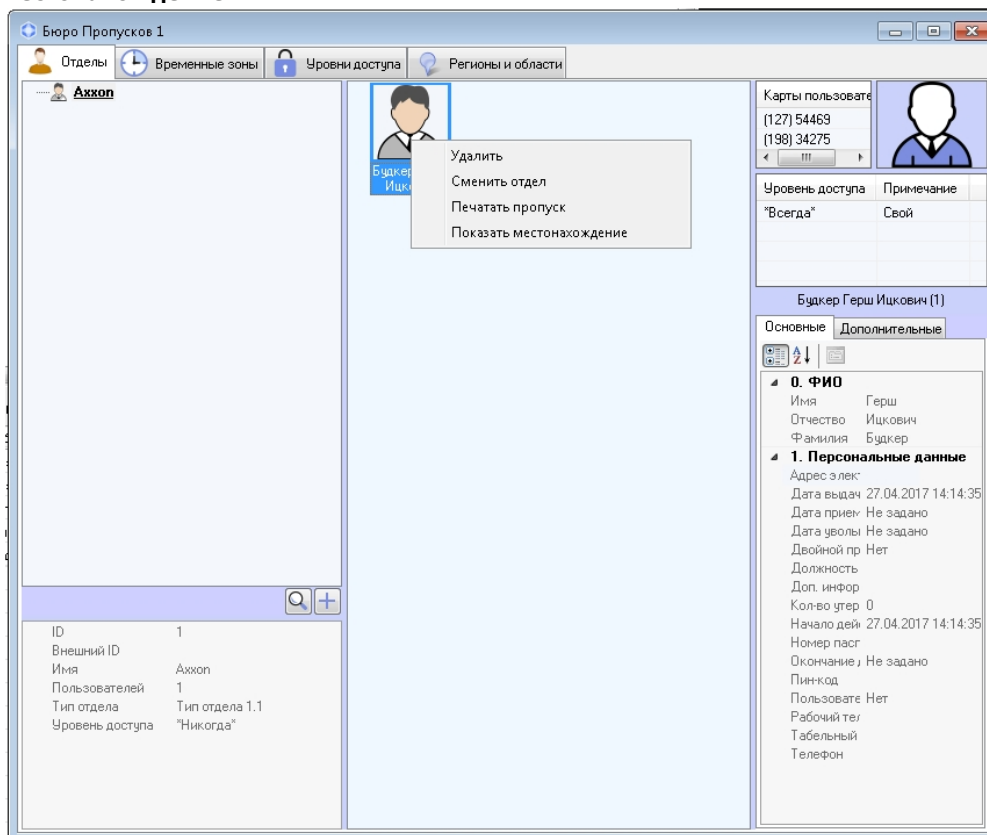 Бюро Пропусков 1
Отделы Временные зоны Уровни доступа Регионы и области
Axxon
Будкер
Удалить
Сменить отдел
Печатать пропуск
Показать местонахождение
Карты пользовате
(127) 54469
(198) 34275
Уровень доступа Примечание
"Всегда" Свой
Будкер Герш Ицкович (1)
Основные Дополнительные
0. ФИО
Имя Герш
Отчество Ицкович
Фамилия Будкер
1. Персональные данные
Адрес элек
Дата выдач 27.04.2017 14:14:35
Дата прием Не задано
Дата уволы Не задано
Двойной пр Нет
Должность
Доп. инфор
Кол-во утер 0
Начало дей 27.04.2017 14:14:35
Номер пасп
Окончание Не задано
Пин-код
Пользовате Нет
Рабочий тел
Табельный
Телефон
ID 1
Внешний ID
Имя Axxon
Пользователей 1
Тип отдела Тип отдела 1.1
Уровень доступа "Никогда"